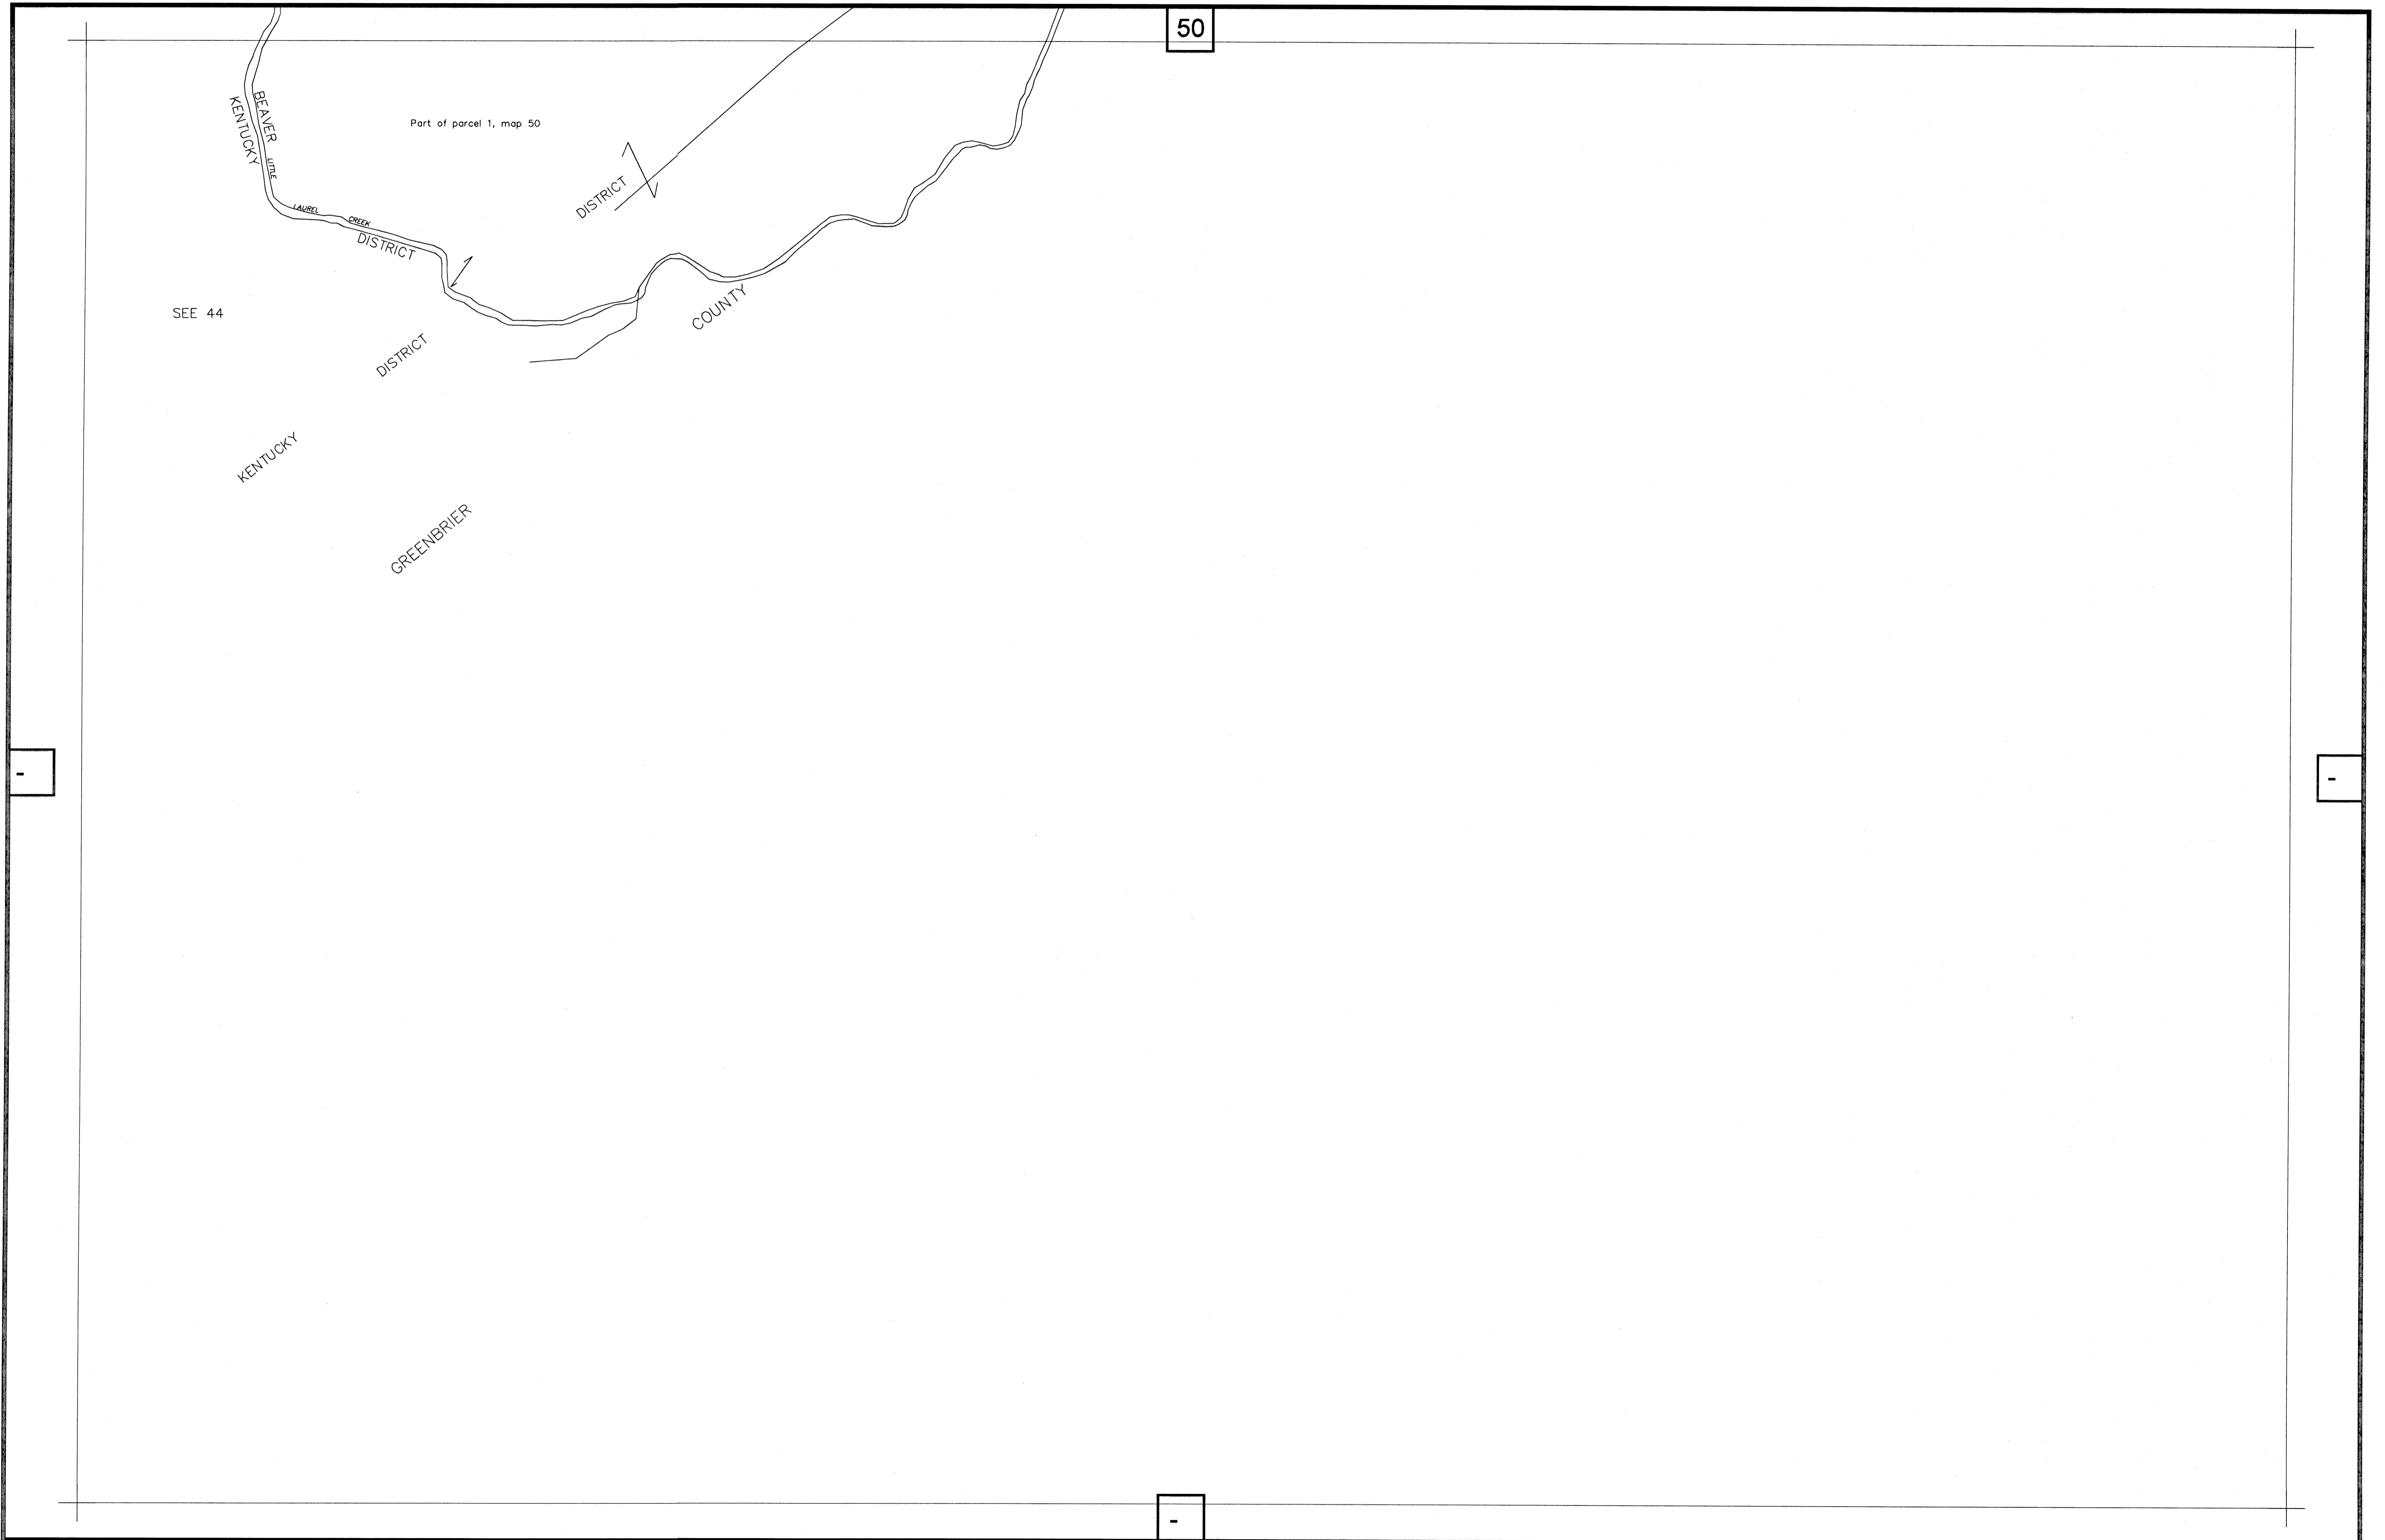 50
BEAVER
KENTUCKY
Part of parcel 1, map 50
LITTLE
DISTRICT
LAUREL
CREEK
DISTRICT
SEE 44
COUNTY
DISTRICT
KENTUCKY
GREENBRIER
-
-
-